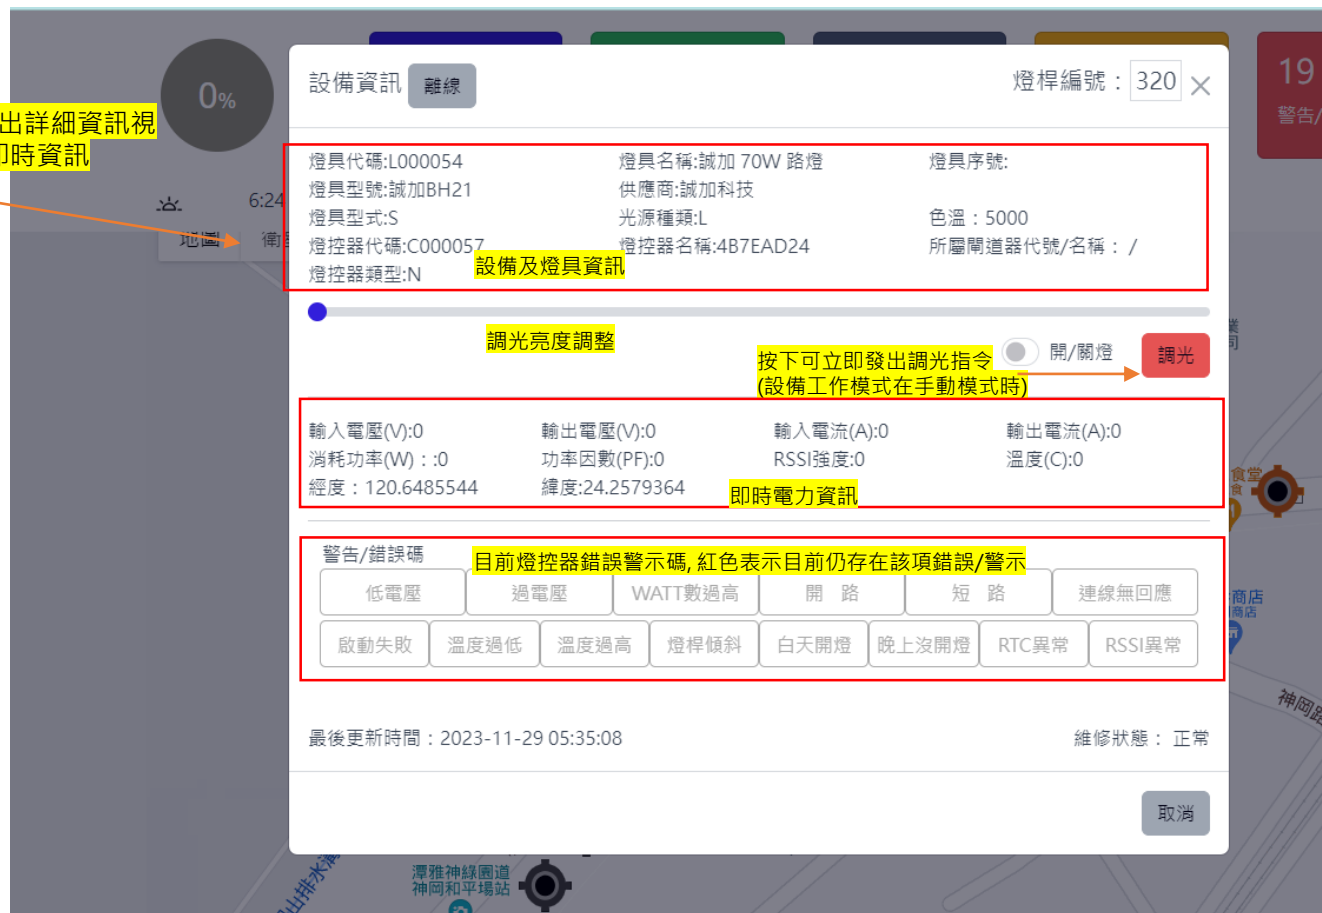 0%
19
警告/
出詳細資訊視
即時資訊
6:24
地圖
衛
設備資訊 離線
燈桿編號：320
燈具代碼:L000054
燈具名稱:誠加 70W 路燈
燈具序號:
燈具型號:誠加BH21
供應商:誠加科技
燈具型式:S
光源種類:L
色溫：5000
燈控器代碼:C000057
燈控器名稱:4B7EAD24
所屬閘道器代號/名稱： /
燈控器類型:N
設備及燈具資訊
調光亮度調整
按下可立即發出調光指令
(設備工作模式在手動模式時)
開/關燈
調光
輸入電壓(V):0
輸出電壓(V):0
輸入電流(A):0
輸出電流(A):0
消耗功率(W)：:0
功率因數(PF):0
RSSI強度:0
溫度(C):0
經度：120.6485544
緯度:24.2579364
即時電力資訊
警告/錯誤碼
目前燈控器錯誤警示碼, 紅色表示目前仍存在該項錯誤/警示
低電壓
過電壓
WATT數過高
開 路
短 路
連線無回應
啟動失敗
溫度過低
溫度過高
燈桿傾斜
白天開燈
晚上沒開燈
RTC異常
RSSI異常
最後更新時間：2023-11-29 05:35:08
維修狀態： 正常
取消
食堂
商店
神岡路
潭雅神綠園道
神岡和平場站
山排水溝